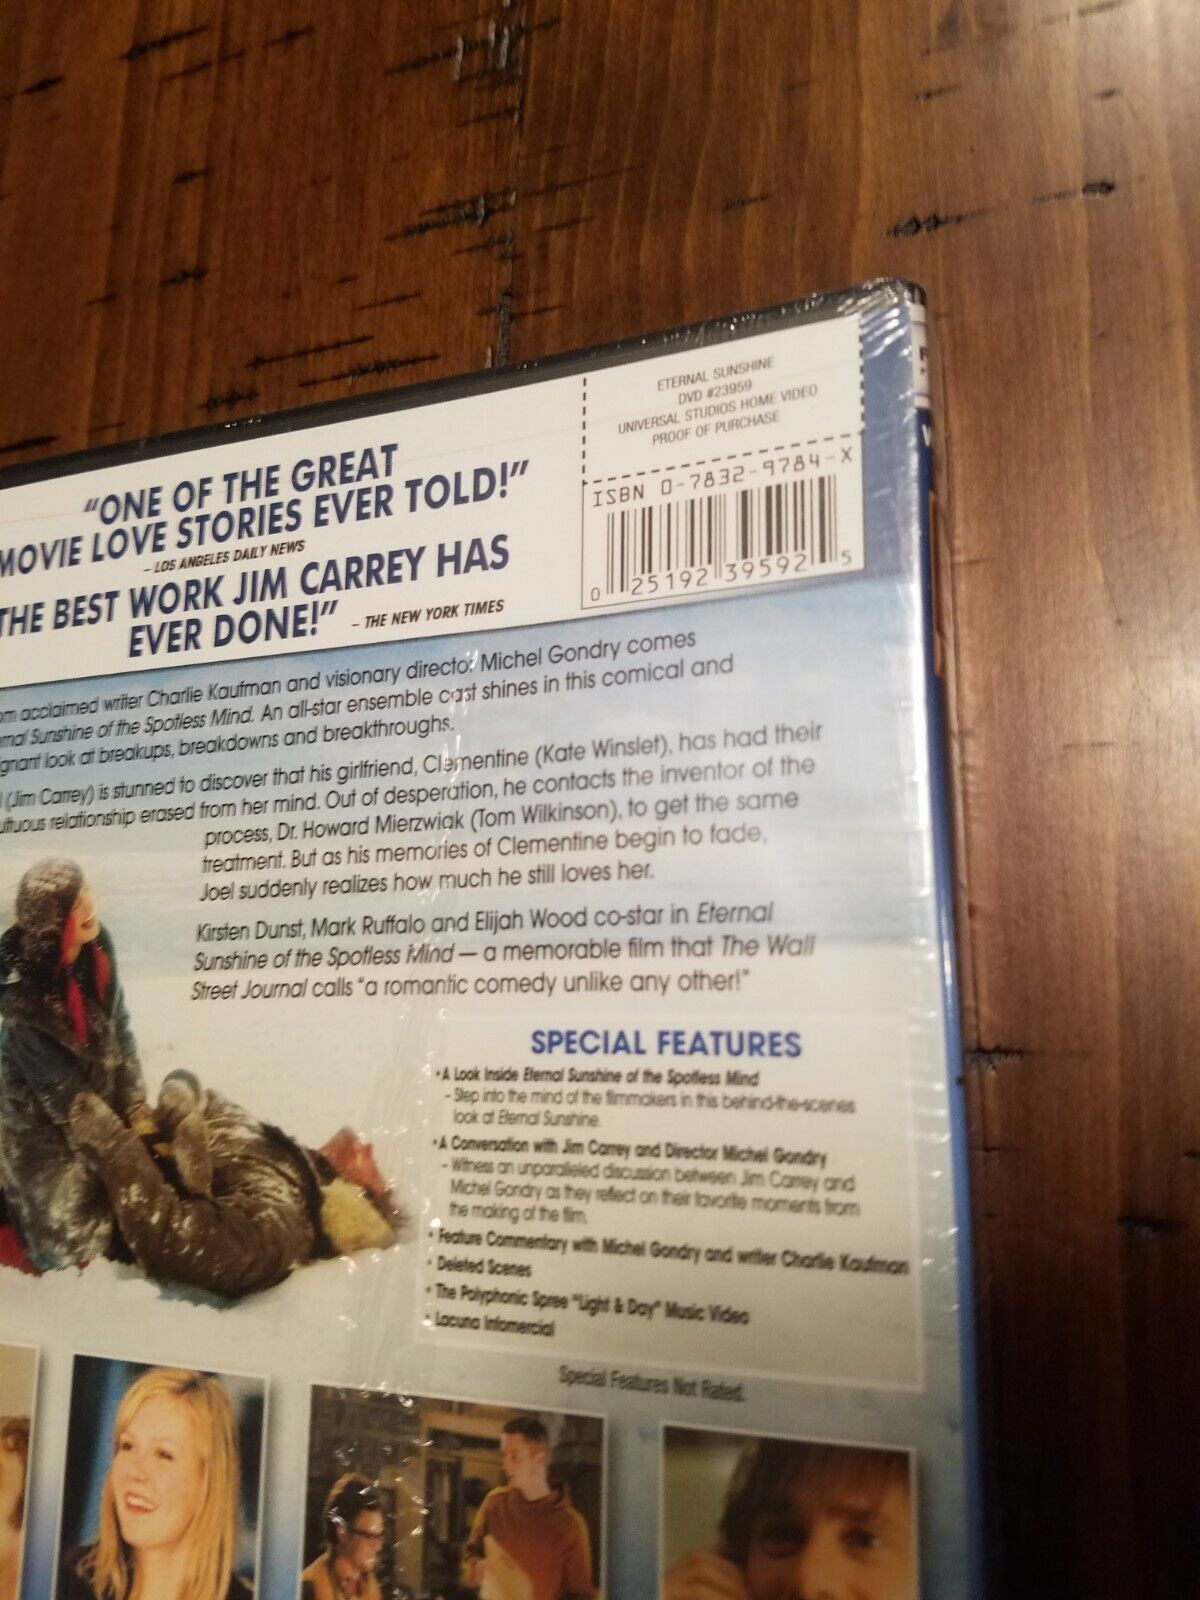 ETERNAL SUNSHINE
DVD #23959
UNIVERSAL STUDIOS HOME VIDEO
PROOF OF PURCHASE
ISBN 0-7832-9784-X
0 25192 39592 5
"ONE OF THE GREAT
MOVIE LOVE STORIES EVER TOLD!"
- LOS ANGELES DAILY NEWS
THE BEST WORK JIM CARREY HAS
EVER DONE!" - THE NEW YORK TIMES
acclaimed writer Charlie Kaufman and visionary director Michel Gondry comes
Sunshine of the Spotless Mind. An all-star ensemble cast shines in this comical and
look at breakups, breakdowns and breakthroughs.
(Jim Carrey) is stunned to discover that his girlfriend, Clementine (Kate Winslet), has had their
relationship erased from her mind. Out of desperation, he contacts the inventor of the
process, Dr. Howard Mierzwiak (Tom Wilkinson), to get the same
treatment. But as his memories of Clementine begin to fade,
Joel suddenly realizes how much he still loves her.
Kirsten Dunst, Mark Ruffalo and Elijah Wood co-star in Eternal
Sunshine of the Spotless Mind — a memorable film that The Wall
Street Journal calls "a romantic comedy unlike any other!"
SPECIAL FEATURES
• A Look Inside Eternal Sunshine of the Spotless Mind
- Step into the mind of the filmmakers in this behind-the-scenes
look at Eternal Sunshine.
• A Conversation with Jim Carrey and Director Michel Gondry
- Witness an unparalleled discussion between Jim Carrey and
Michel Gondry as they reflect on their favorite moments from
the making of the film.
• Feature Commentary with Michel Gondry and writer Charlie Kaufman
• Deleted Scenes
• The Polyphonic Spree "Light & Day" Music Video
• Lacuna Infomercial
Special Features Not Rated.